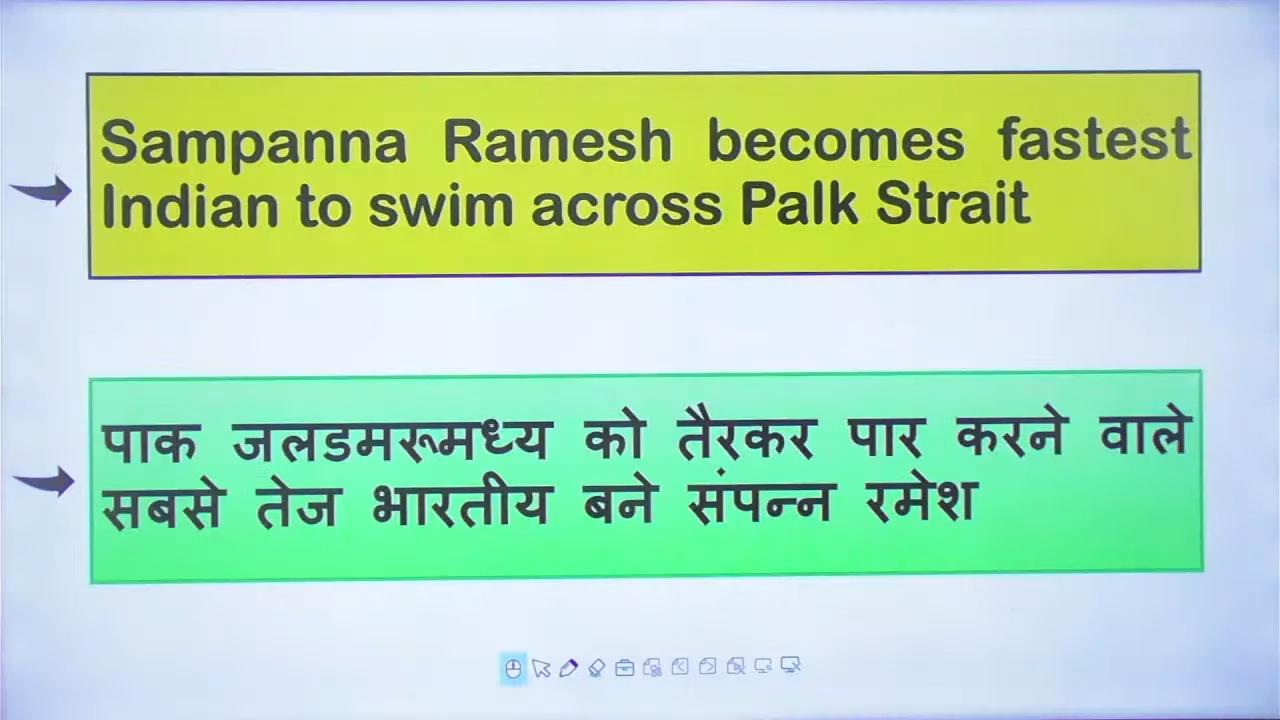 Sampanna Ramesh becomes fastest
Indian to swim across Palk Strait
पाक जलडमरूमध्य को तैरकर पार करने वाले
सबसे तेज भारतीय बने संपन्न रमेश